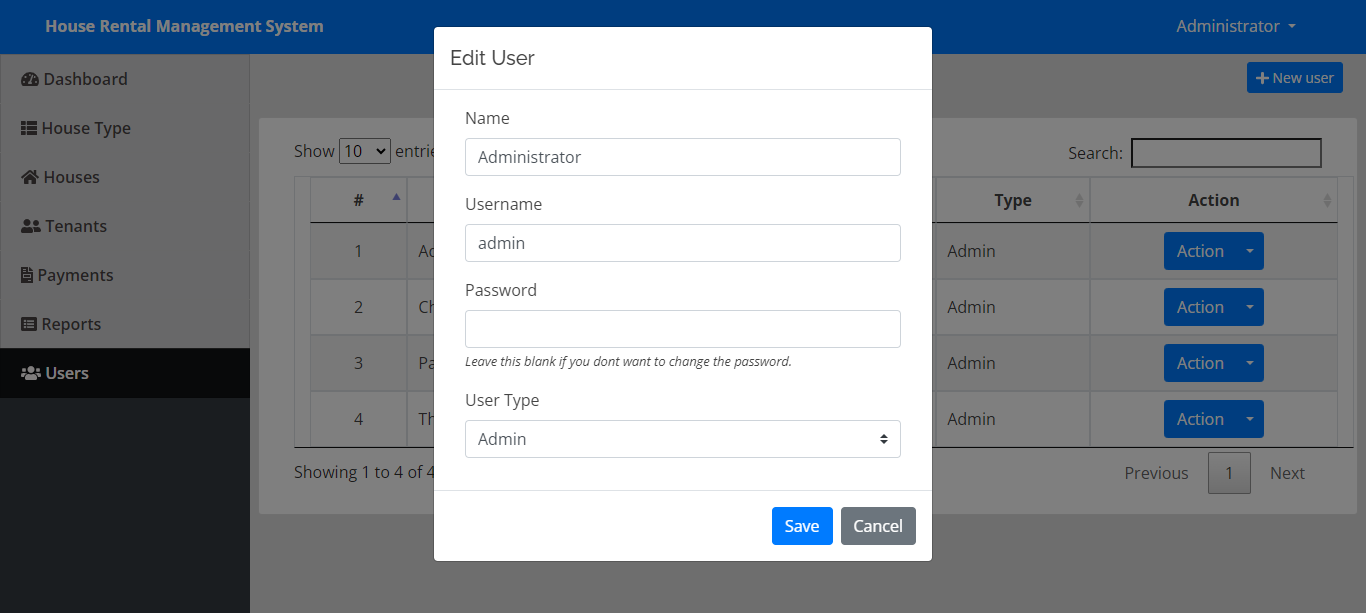 House Rental Management System
Administrator
Dashboard
House Type
Houses
Tenants
Payments
Reports
Users
New user
Show 10 entrie
Search:
# Type Action
1 Ad Admin Action
2 Ch Admin Action
3 Pa Admin Action
4 Th Admin Action
Showing 1 to 4 of 4
Previous 1 Next
Edit User
Name
Administrator
Username
admin
Password
Leave this blank if you dont want to change the password.
User Type
Admin
Save Cancel